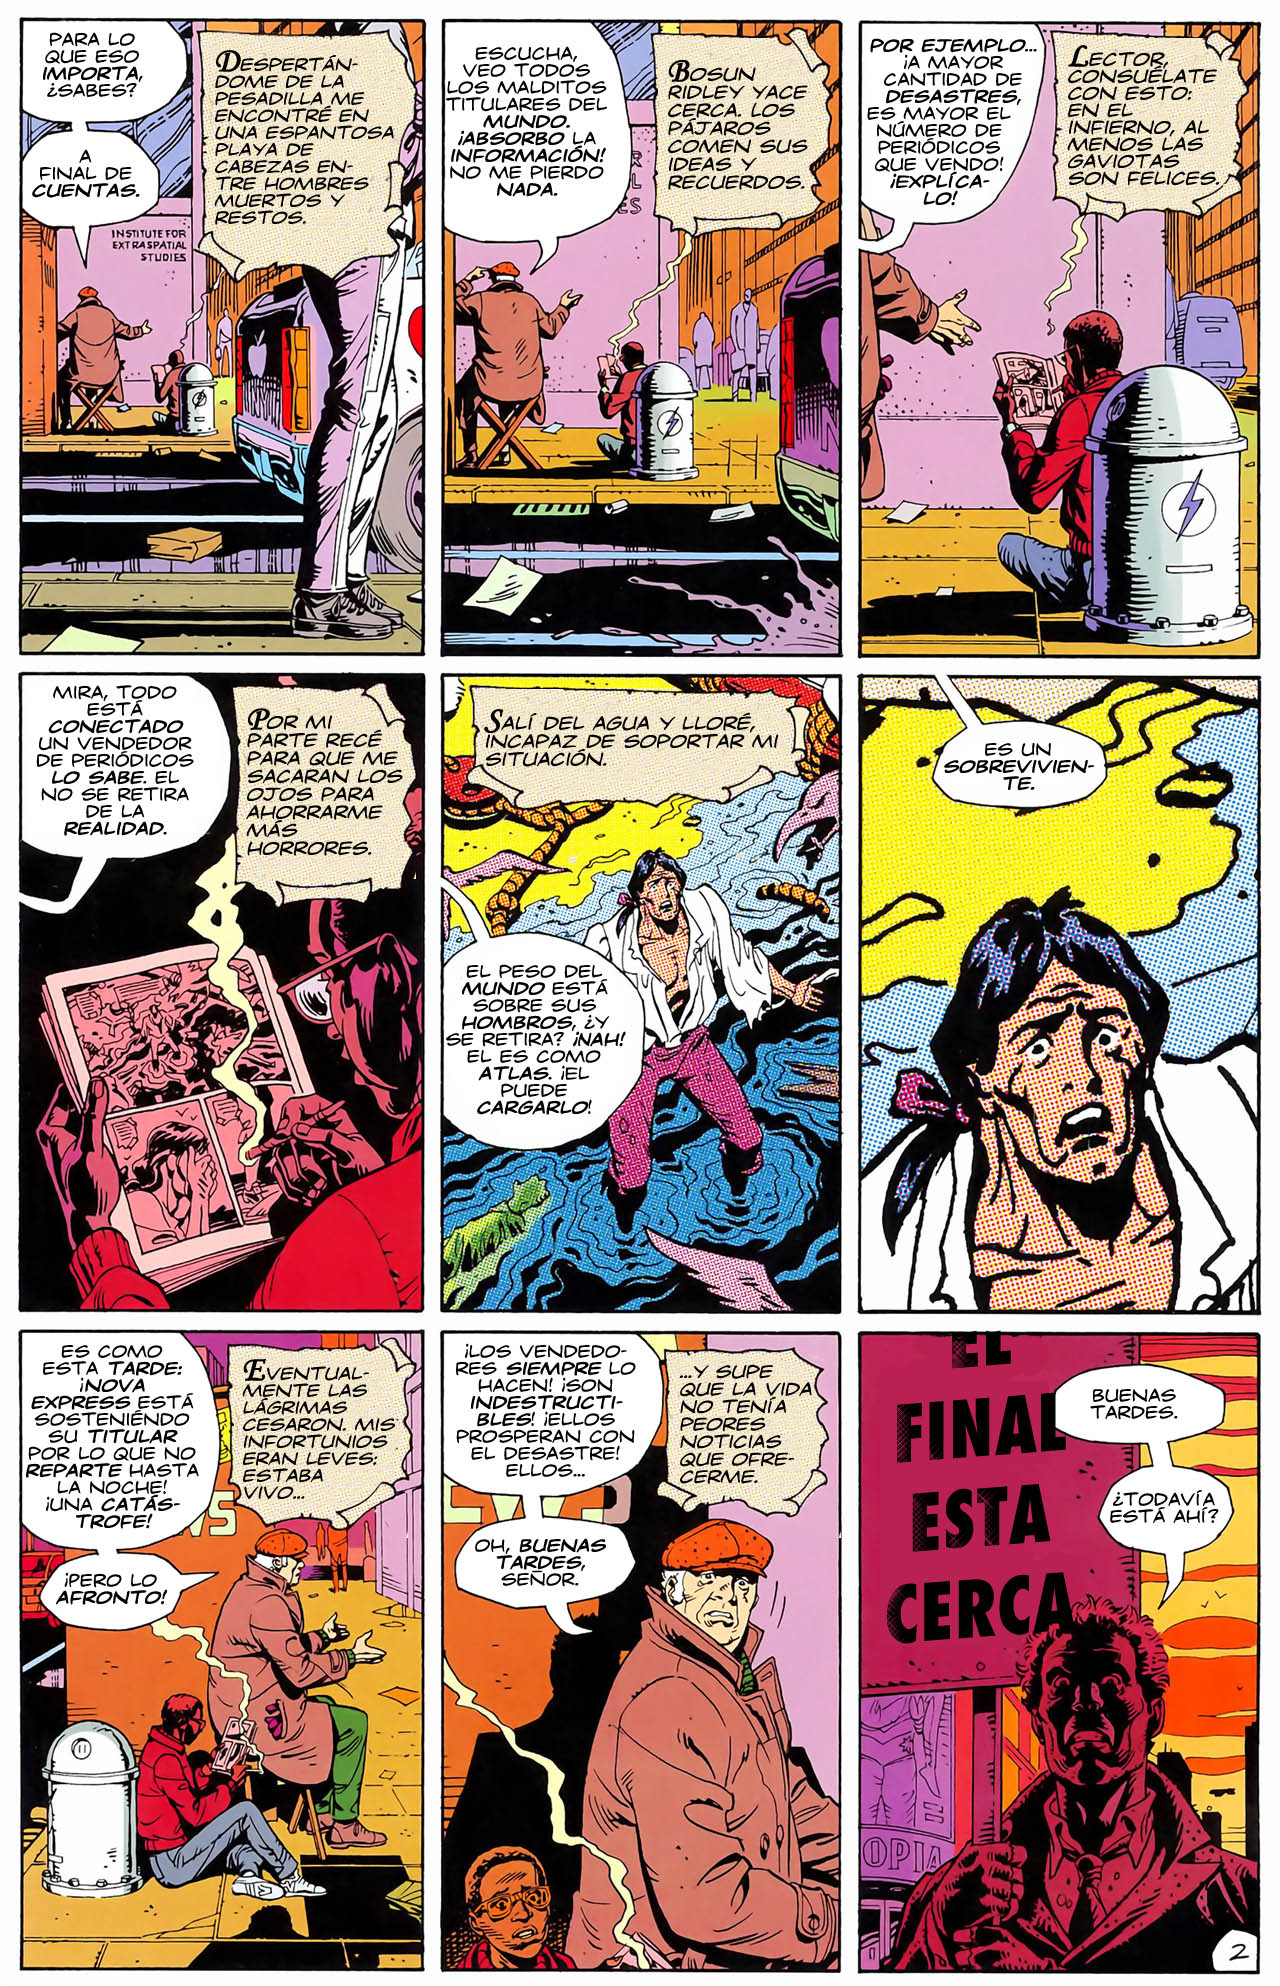 PARA LO
QUE ESO
IMPORTA,
¿SABES?
A
FINAL DE
CUENTAS.
DESPERTÁN-
DOME DE LA
PESADILLA ME
ENCONTRÉ EN
UNA ESPANTOSA
PLAYA DE
CABEZAS EN-
TRE HOMBRES
MUERTOS Y
RESTOS.
INSTITUTE FOR
EXTRASPATIAL
STUDIES
ESCUCHA,
VEO TODOS
LOS MALDITOS
TITULARES DEL
MUNDO.
¡ABSORBO LA
INFORMACIÓN!
NO ME PIERDO
NADA.
BOSUN
RIDLEY YACE
CERCA. LOS
PÁJAROS
COMEN SUS
IDEAS Y
RECUERDOS.
POR EJEMPLO...
¡A MAYOR
CANTIDAD DE
DESASTRES,
ES MAYOR EL
NÚMERO DE
PERIÓDICOS
QUE VENDO!
¡EXPLÍCA-
LO!
LECTOR,
CONSUÉLATE
CON ESTO:
EN EL
INFIERNO, AL
MENOS LAS
GAVIOTAS
SON FELICES.
MIRA, TODO
ESTÁ
CONECTADO
UN VENDEDOR
DE PERIÓDICOS
LO SABE. EL
NO SE RETIRA
DE LA
REALIDAD.
POR MI
PARTE RECÉ
PARA QUE ME
SACARAN LOS
OJOS PARA
AHORRARME
MÁS
HORRORES.
SALÍ DEL AGUA Y LLORÉ,
INCAPAZ DE SOPORTAR MI
SITUACIÓN.
EL PESO DEL
MUNDO ESTÁ
SOBRE SUS
HOMBROS, ¿Y
SE RETIRA? ¡NAH!
EL ES COMO
ATLAS. ¡EL
PUEDE
CARGARLO!
ES UN
SOBREVIVIEN-
TE.
ES COMO
ESTA TARDE:
¡NOVA
EXPRESS ESTÁ
SOSTENIÉNDO
SU TITULAR
POR LO QUE NO
REPARTE HASTA
LA NOCHE!
¡UNA CATÁS-
TROFE!
¡PERO LO
AFRONTO!
EVENTUAL-
MENTE LAS
LÁGRIMAS
CESARON. MIS
INFORTUNIOS
ERAN LEVES:
ESTABA
VIVO...
¡LOS VENDEDO-
RES SIEMPRE LO
HACEN! ¡SON
INDESTRUCTI-
BLES! ¡ELLOS
PROSPERAN CON
EL DESASTRE!
ELLOS...
OH, BUENAS
TARDES,
SEÑOR.
...Y SUPE
QUE LA VIDA
NO TENÍA
PEORES
NOTICIAS
QUE OFRE-
CERME.
EL
FINAL
ESTA
CERCA
BUENAS
TARDES.
¿TODAVÍA
ESTÁ AHÍ?
OPIA
2